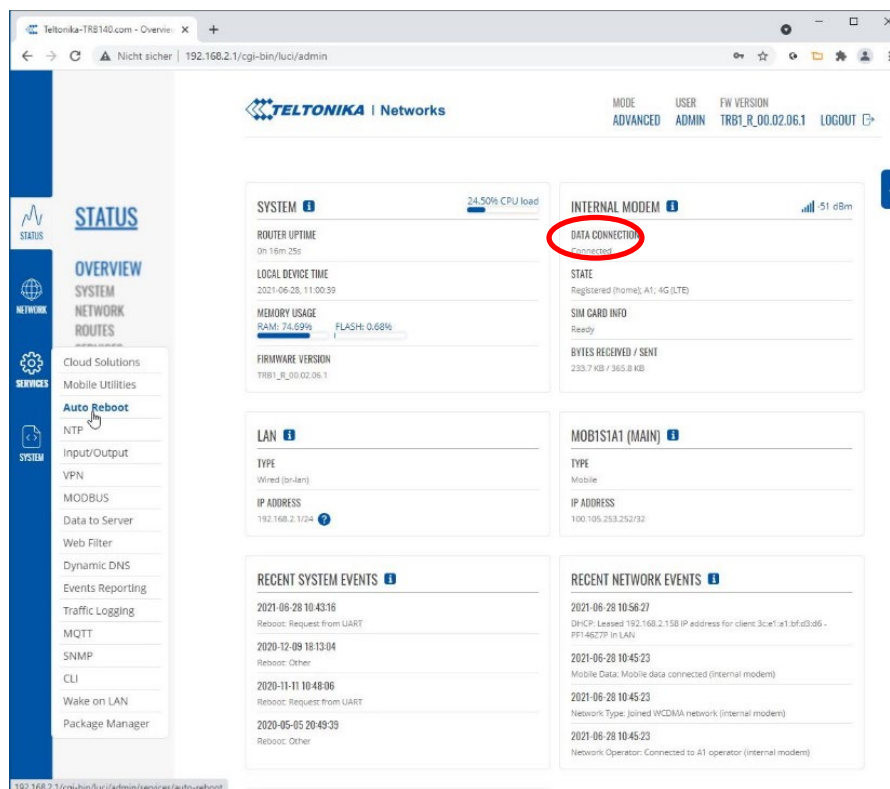 Teltonika-TRB140.com - Overvie
Nicht sicher | 192.168.2.1/cgi-bin/luci/admin
TELTONIKA | Networks
MODE
ADVANCED
USER
ADMIN
FW VERSION
TRB1_R_00.02.06.1
LOGOUT
STATUS
NETWORK
SERVICES
SYSTEM
STATUS
OVERVIEW
SYSTEM
NETWORK
ROUTES
Cloud Solutions
Mobile Utilities
Auto Reboot
NTP
Input/Output
VPN
MODBUS
Data to Server
Web Filter
Dynamic DNS
Events Reporting
Traffic Logging
MQTT
SNMP
CLI
Wake on LAN
Package Manager
SYSTEM
24.50% CPU load
ROUTER UPTIME
0h 16m 25s
LOCAL DEVICE TIME
2021-06-28, 11:00:39
MEMORY USAGE
RAM: 74.69% FLASH: 0.68%
FIRMWARE VERSION
TRB1_R_00.02.06.1
INTERNAL MODEM
-51 dBm
DATA CONNECTION
Connected
STATE
Registered (home); A1; 4G (LTE)
SIM CARD INFO
Ready
BYTES RECEIVED / SENT
233.7 KB / 365.8 KB
LAN
TYPE
Wired (br-lan)
IP ADDRESS
192.168.2.1/24
MOB1S1A1 (MAIN)
TYPE
Mobile
IP ADDRESS
100.105.253.252/32
RECENT SYSTEM EVENTS
2021-06-28 10:43:16
Reboot: Request from UART
2020-12-09 18:13:04
Reboot: Other
2020-11-11 10:48:06
Reboot: Request from UART
2020-05-05 20:49:39
Reboot: Other
RECENT NETWORK EVENTS
2021-06-28 10:56:27
DHCP: Leased 192.168.2.158 IP address for client 3c:e1:a1:bf:d3:d6 -
PF146Z7P in LAN
2021-06-28 10:45:23
Mobile Data: Mobile data connected (internal modem)
2021-06-28 10:45:23
Network Type: Joined WCDMA network (internal modem)
2021-06-28 10:45:23
Network Operator: Connected to A1 operator (internal modem)
192.168.2.1/cgi-bin/luci/admin/services/auto-reboot